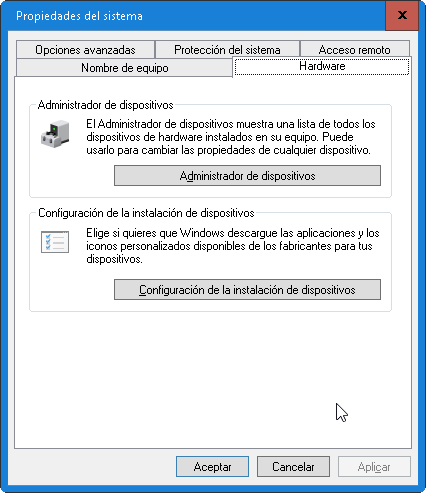 Propiedades del sistema
Opciones avanzadas
Protección del sistema
Acceso remoto
Nombre de equipo
Hardware
Administrador de dispositivos
El Administrador de dispositivos muestra una lista de todos los
dispositivos de hardware instalados en su equipo. Puede
usarlo para cambiar las propiedades de cualquier dispositivo.
Administrador de dispositivos
Configuración de la instalación de dispositivos
Elige si quieres que Windows descargue las aplicaciones y los
iconos personalizados disponibles de los fabricantes para tus
dispositivos.
Configuración de la instalación de dispositivos
Aceptar
Cancelar
Aplicar